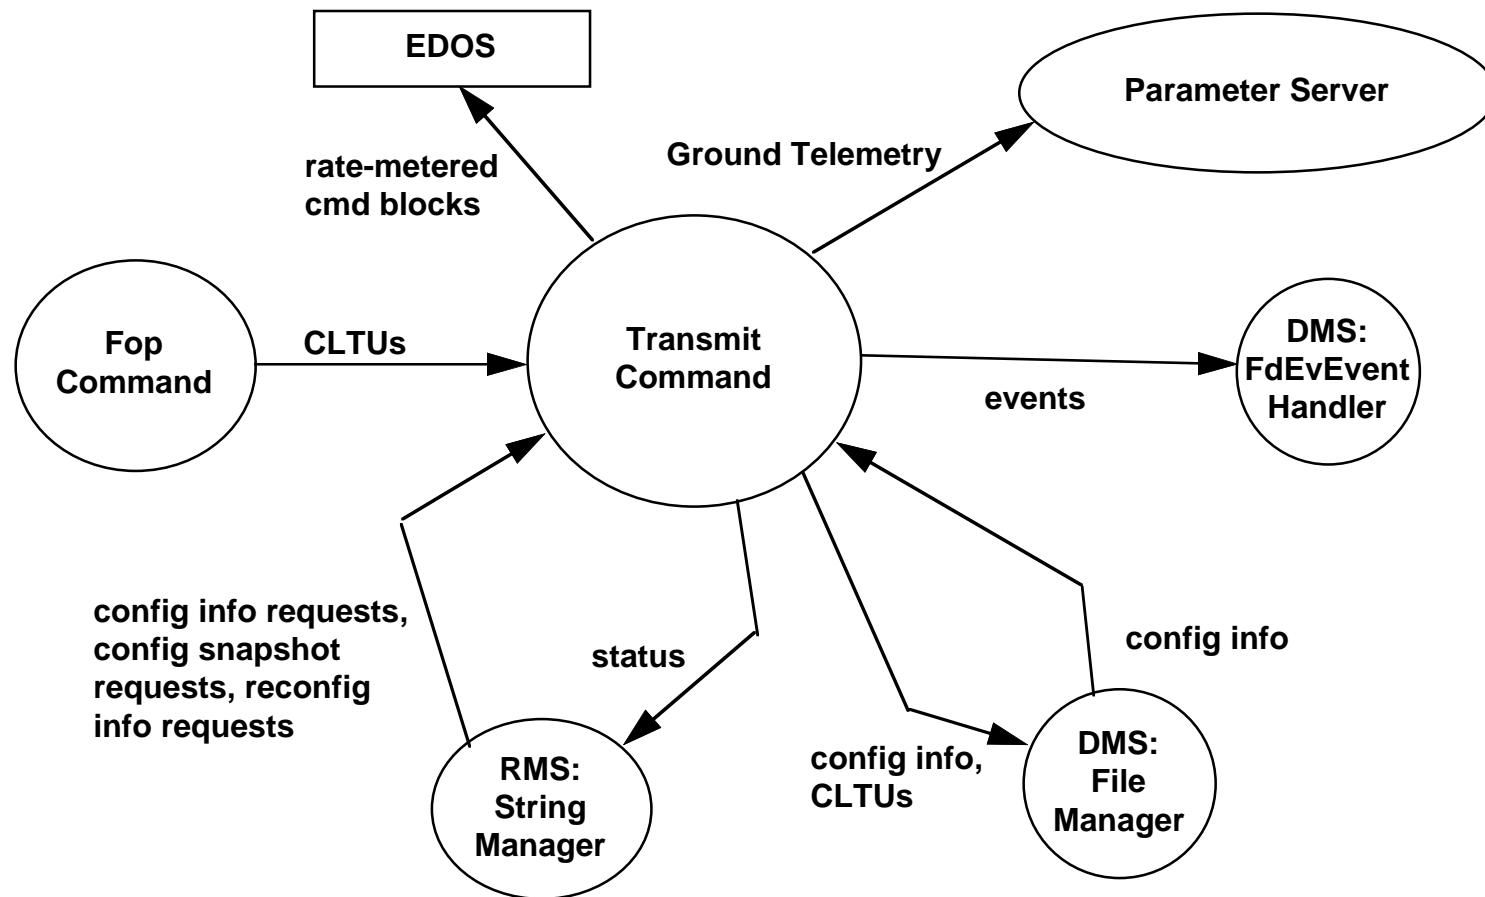 EDOS
Parameter Server
Ground Telemetry
rate-metered
cmd blocks
Fop
Command
CLTUs
Transmit
Command
DMS:
FdEvEvent
Handler
events
config info requests,
config snapshot
requests, reconfig
info requests
status
config info
RMS:
String
Manager
config info,
CLTUs
DMS:
File
Manager